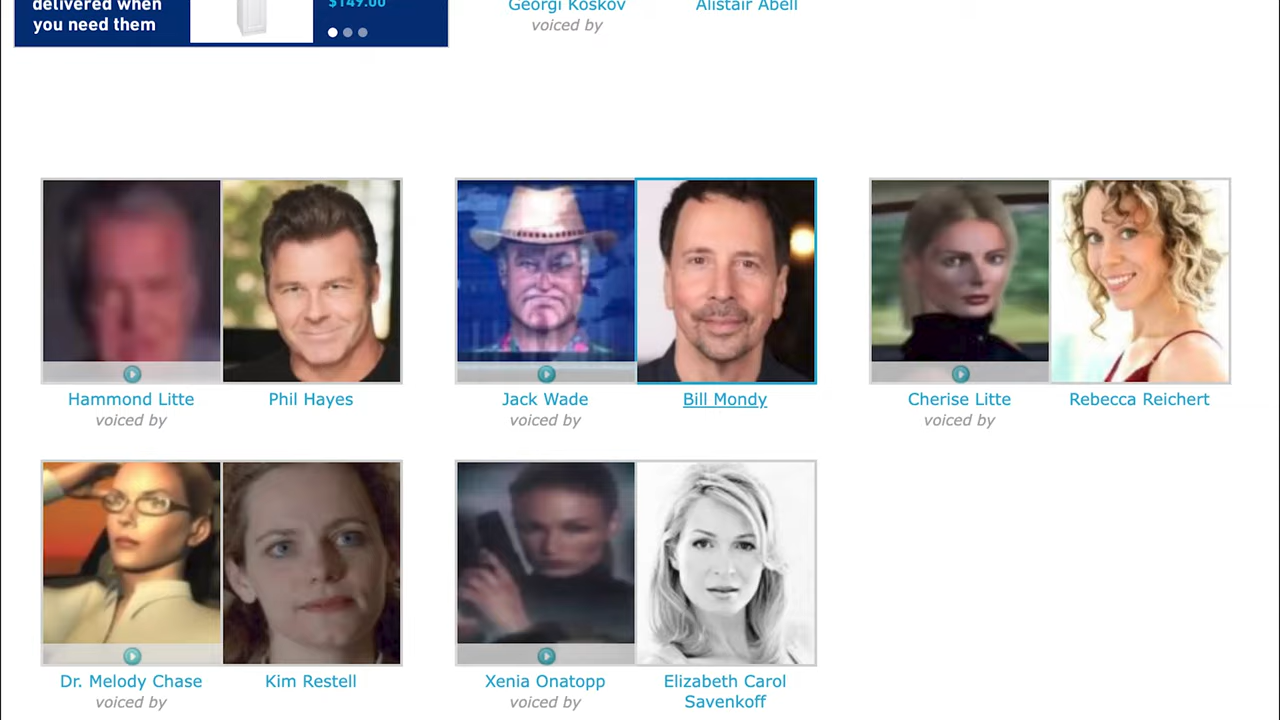 delivered when
you need them
$149.00
Georgi Koskov
voiced by
Alistair Abell
Hammond Litte
voiced by
Phil Hayes
Jack Wade
voiced by
Bill Mondy
Cherise Litte
voiced by
Rebecca Reichert
Dr. Melody Chase
voiced by
Kim Restell
Xenia Onatopp
voiced by
Elizabeth Carol
Savenkoff